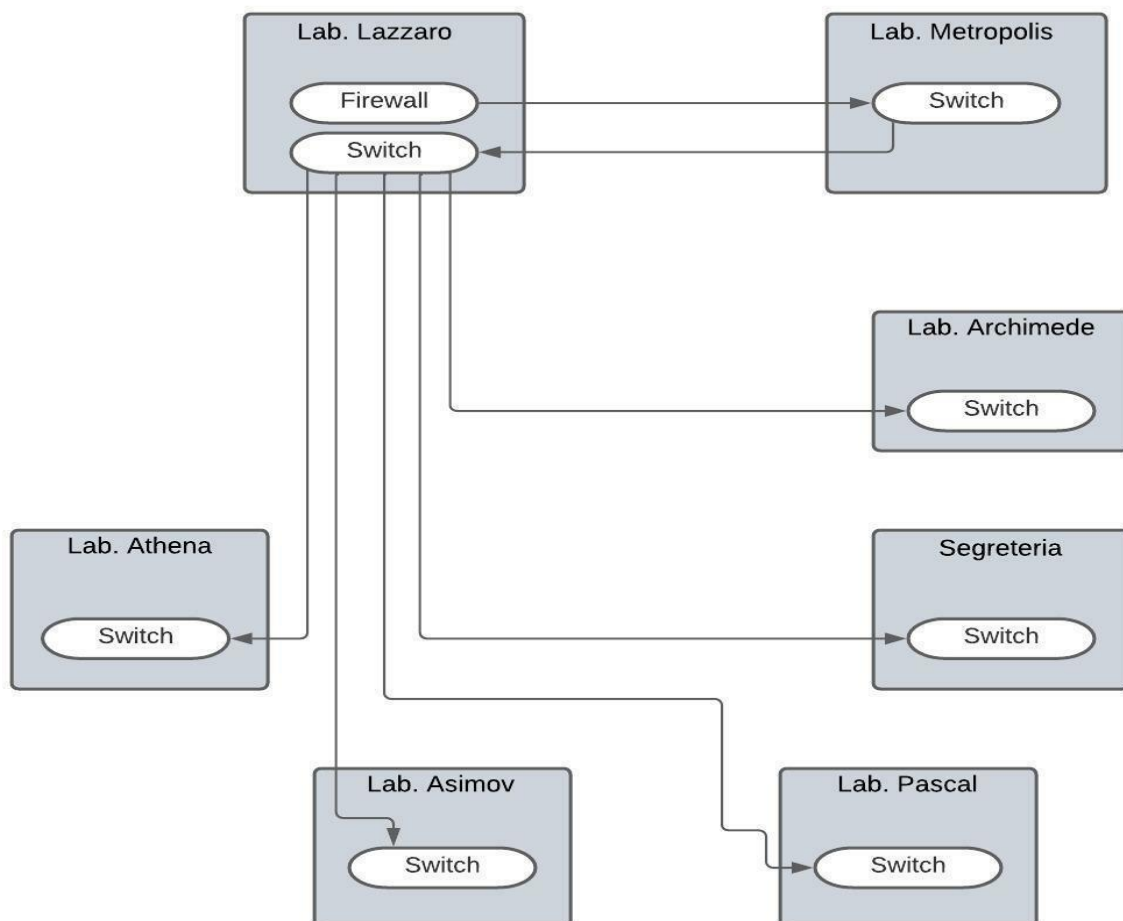 Lab. Lazzaro
Firewall
Switch
Lab. Metropolis
Switch
Lab. Archimede
Switch
Lab. Athena
Switch
Segreteria
Switch
Lab. Asimov
Switch
Lab. Pascal
Switch